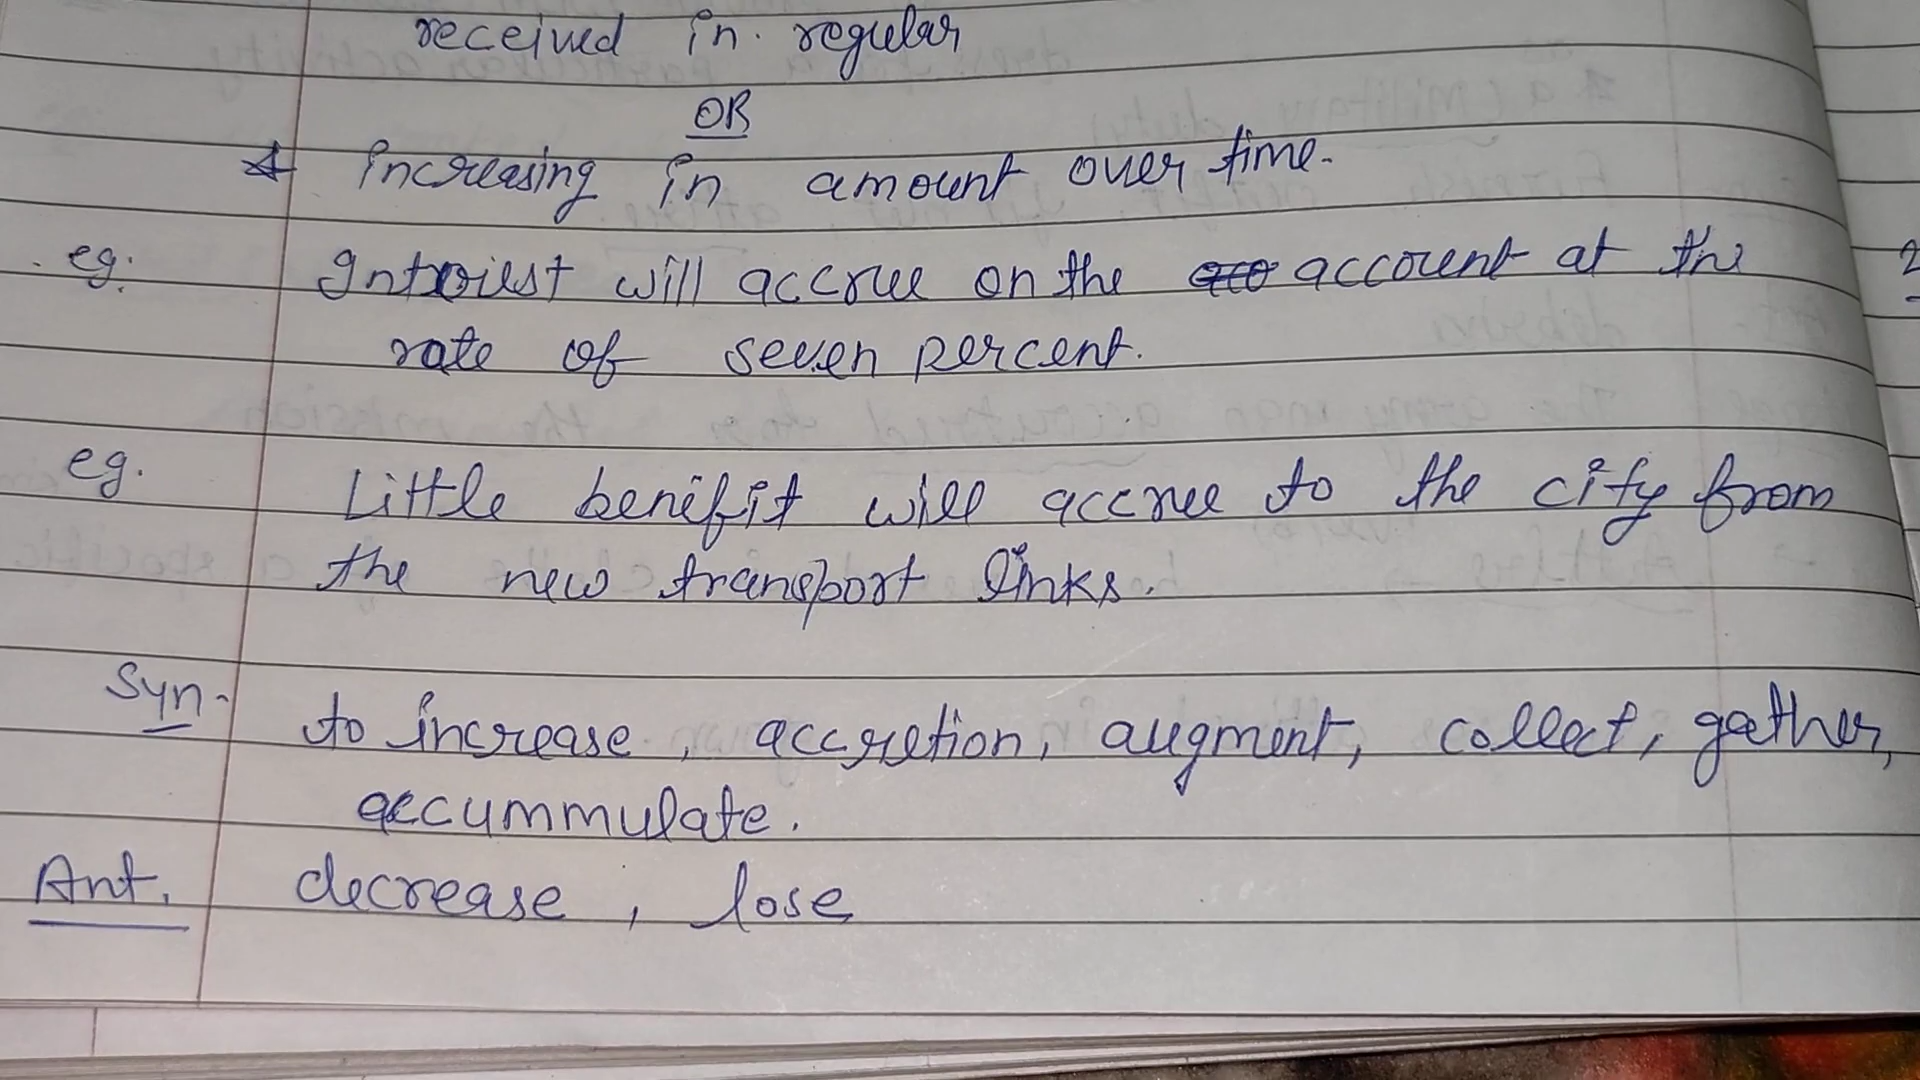 received in regular
OR
* increasing in amount over time.
eg. Interest will accrue on the account at the
rate of seven percent.
eg. Little benefit will accrue to the city from
the new transport links.
Syn. to increase, accretion, augment, collect, gather,
accummulate.
Ant. decrease, lose